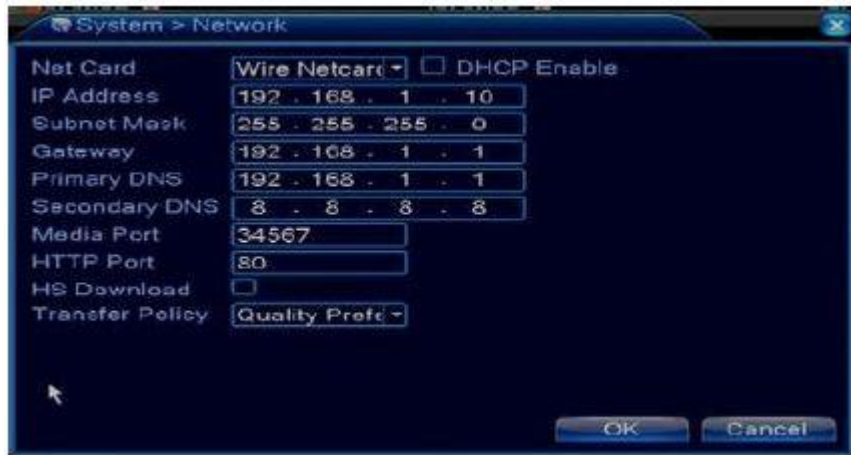 System > Network
Net Card Wire Netcar DHCP Enable
IP Address 192 . 168 . 1 . 10
Subnet Mask 255 . 255 . 255 . 0
Gateway 192 . 168 . 1 . 1
Primary DNS 192 . 168 . 1 . 1
Secondary DNS 8 . 8 . 8 . 8
Media Port 34567
HTTP Port 80
HS Download
Transfer Policy Quality Prefe
OK Cancel